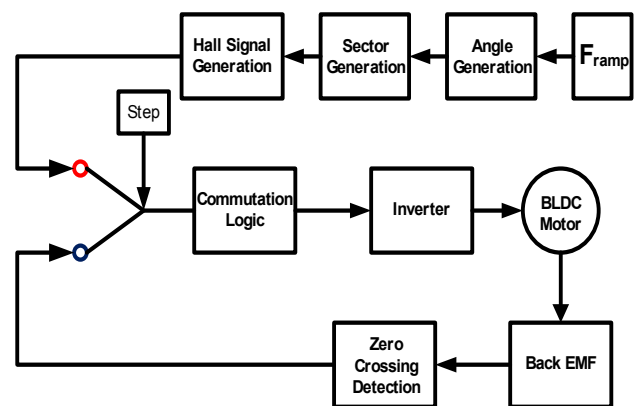 Hall Signal
Generation
Sector
Generation
Angle
Generation
Framp
Step
Commutation
Logic
Inverter
BLDC
Motor
Zero
Crossing
Detection
Back EMF